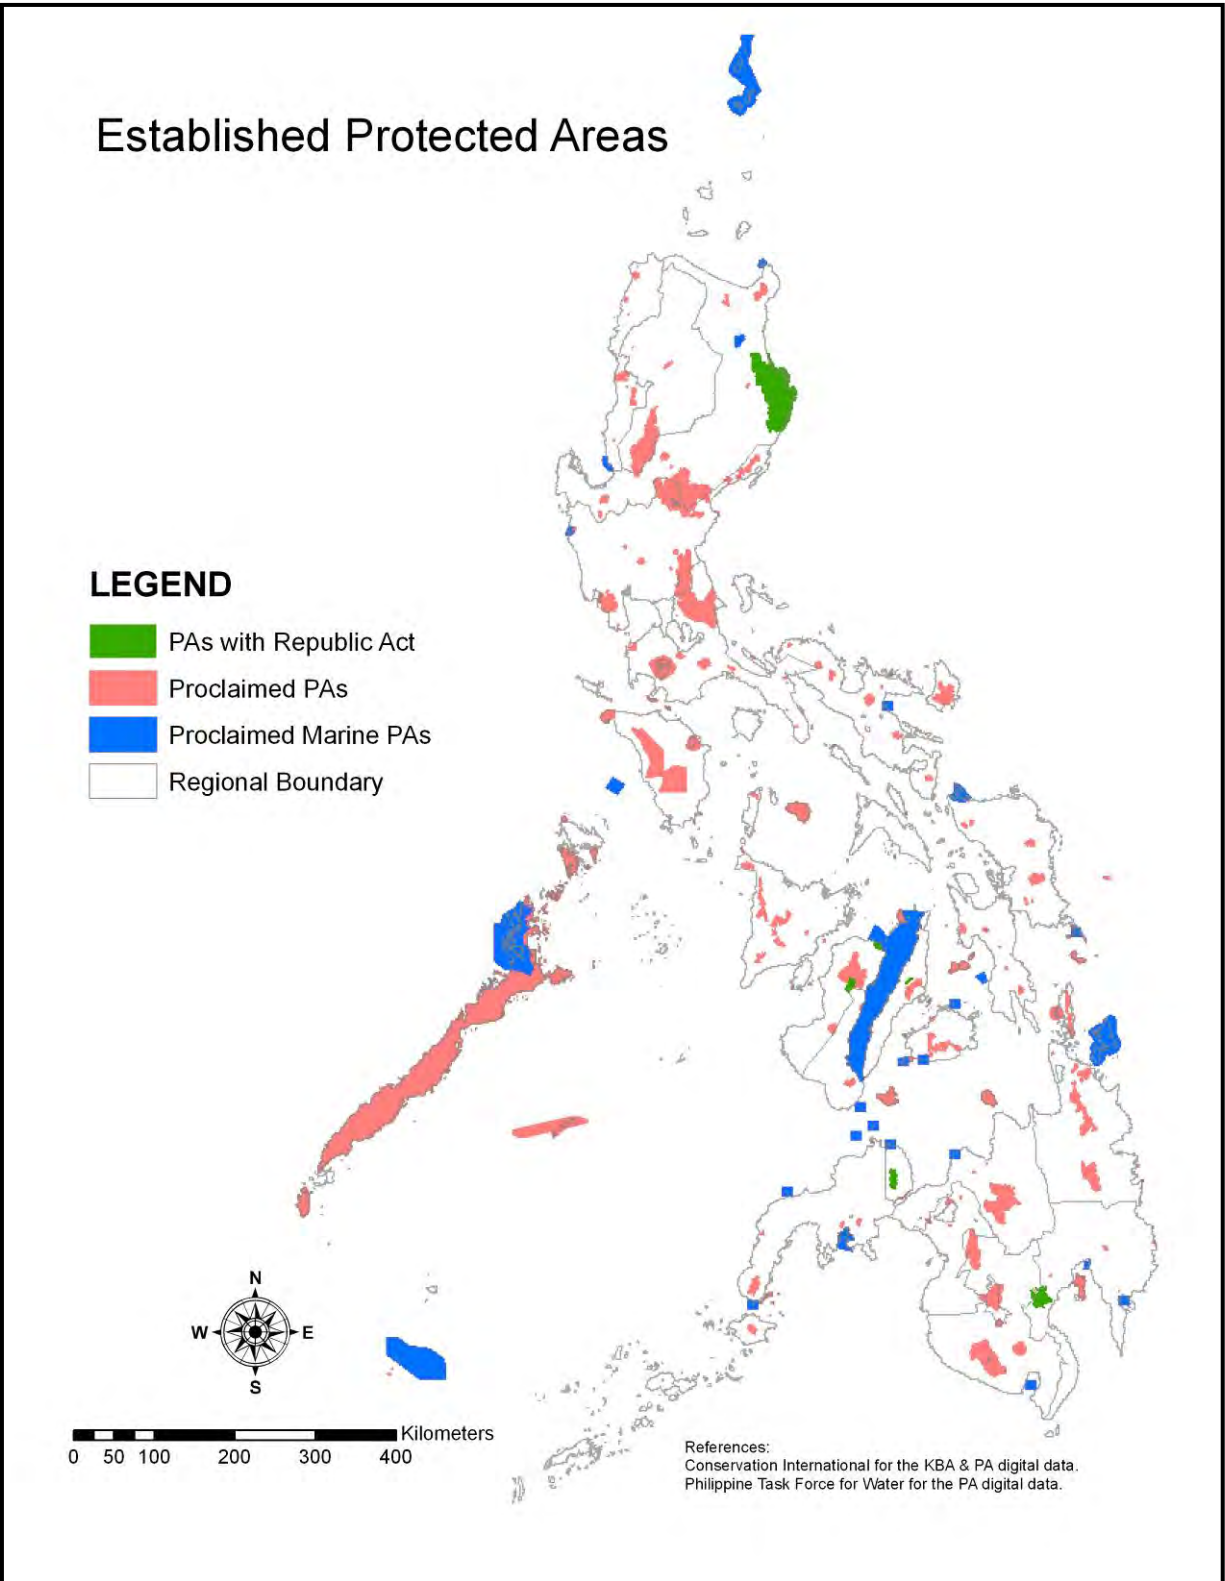 Established Protected Areas
LEGEND
PAs with Republic Act
Proclaimed PAs
Proclaimed Marine PAs
Regional Boundary
N
W E
S
Kilometers
0 50 100 200 300 400
References:
Conservation International for the KBA & PA digital data.
Philippine Task Force for Water for the PA digital data.